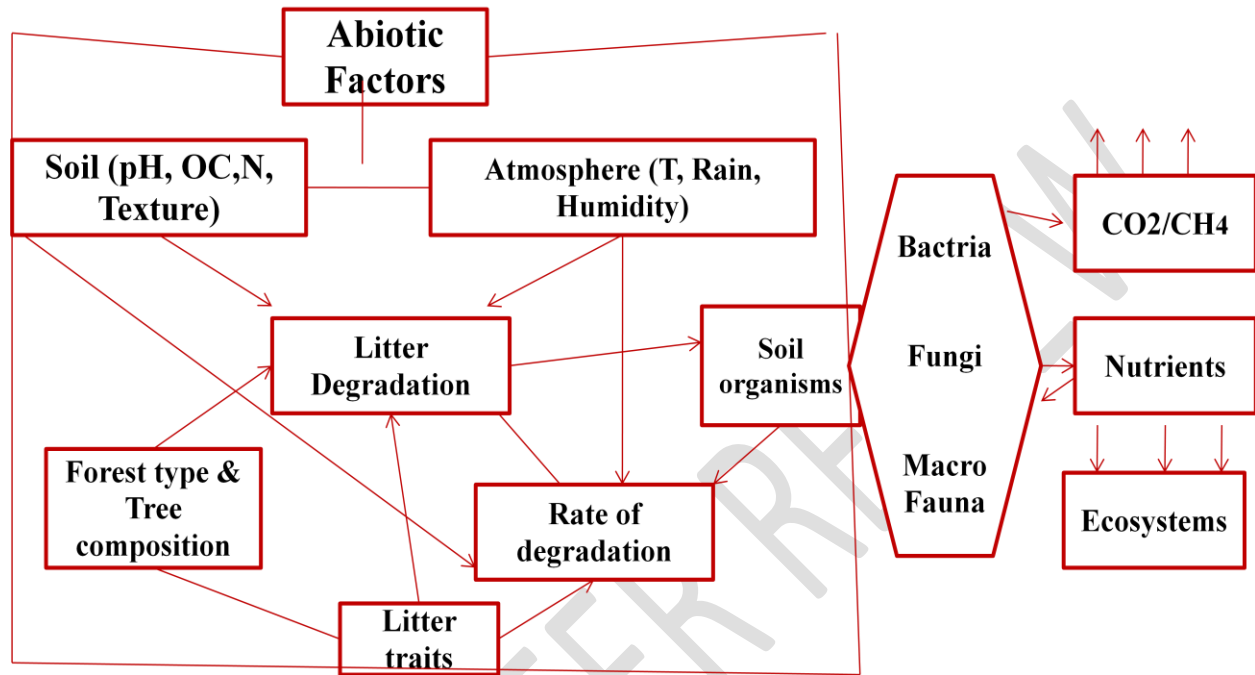 Abiotic
Factors
Soil (pH, OC,N,
Texture)
Atmosphere (T, Rain,
Humidity)
Bactria
CO2/CH4
Litter
Degradation
Soil
organisms
Fungi
Nutrients
Forest type &
Tree
composition
Rate of
degradation
Macro
Fauna
Ecosystems
Litter
traits